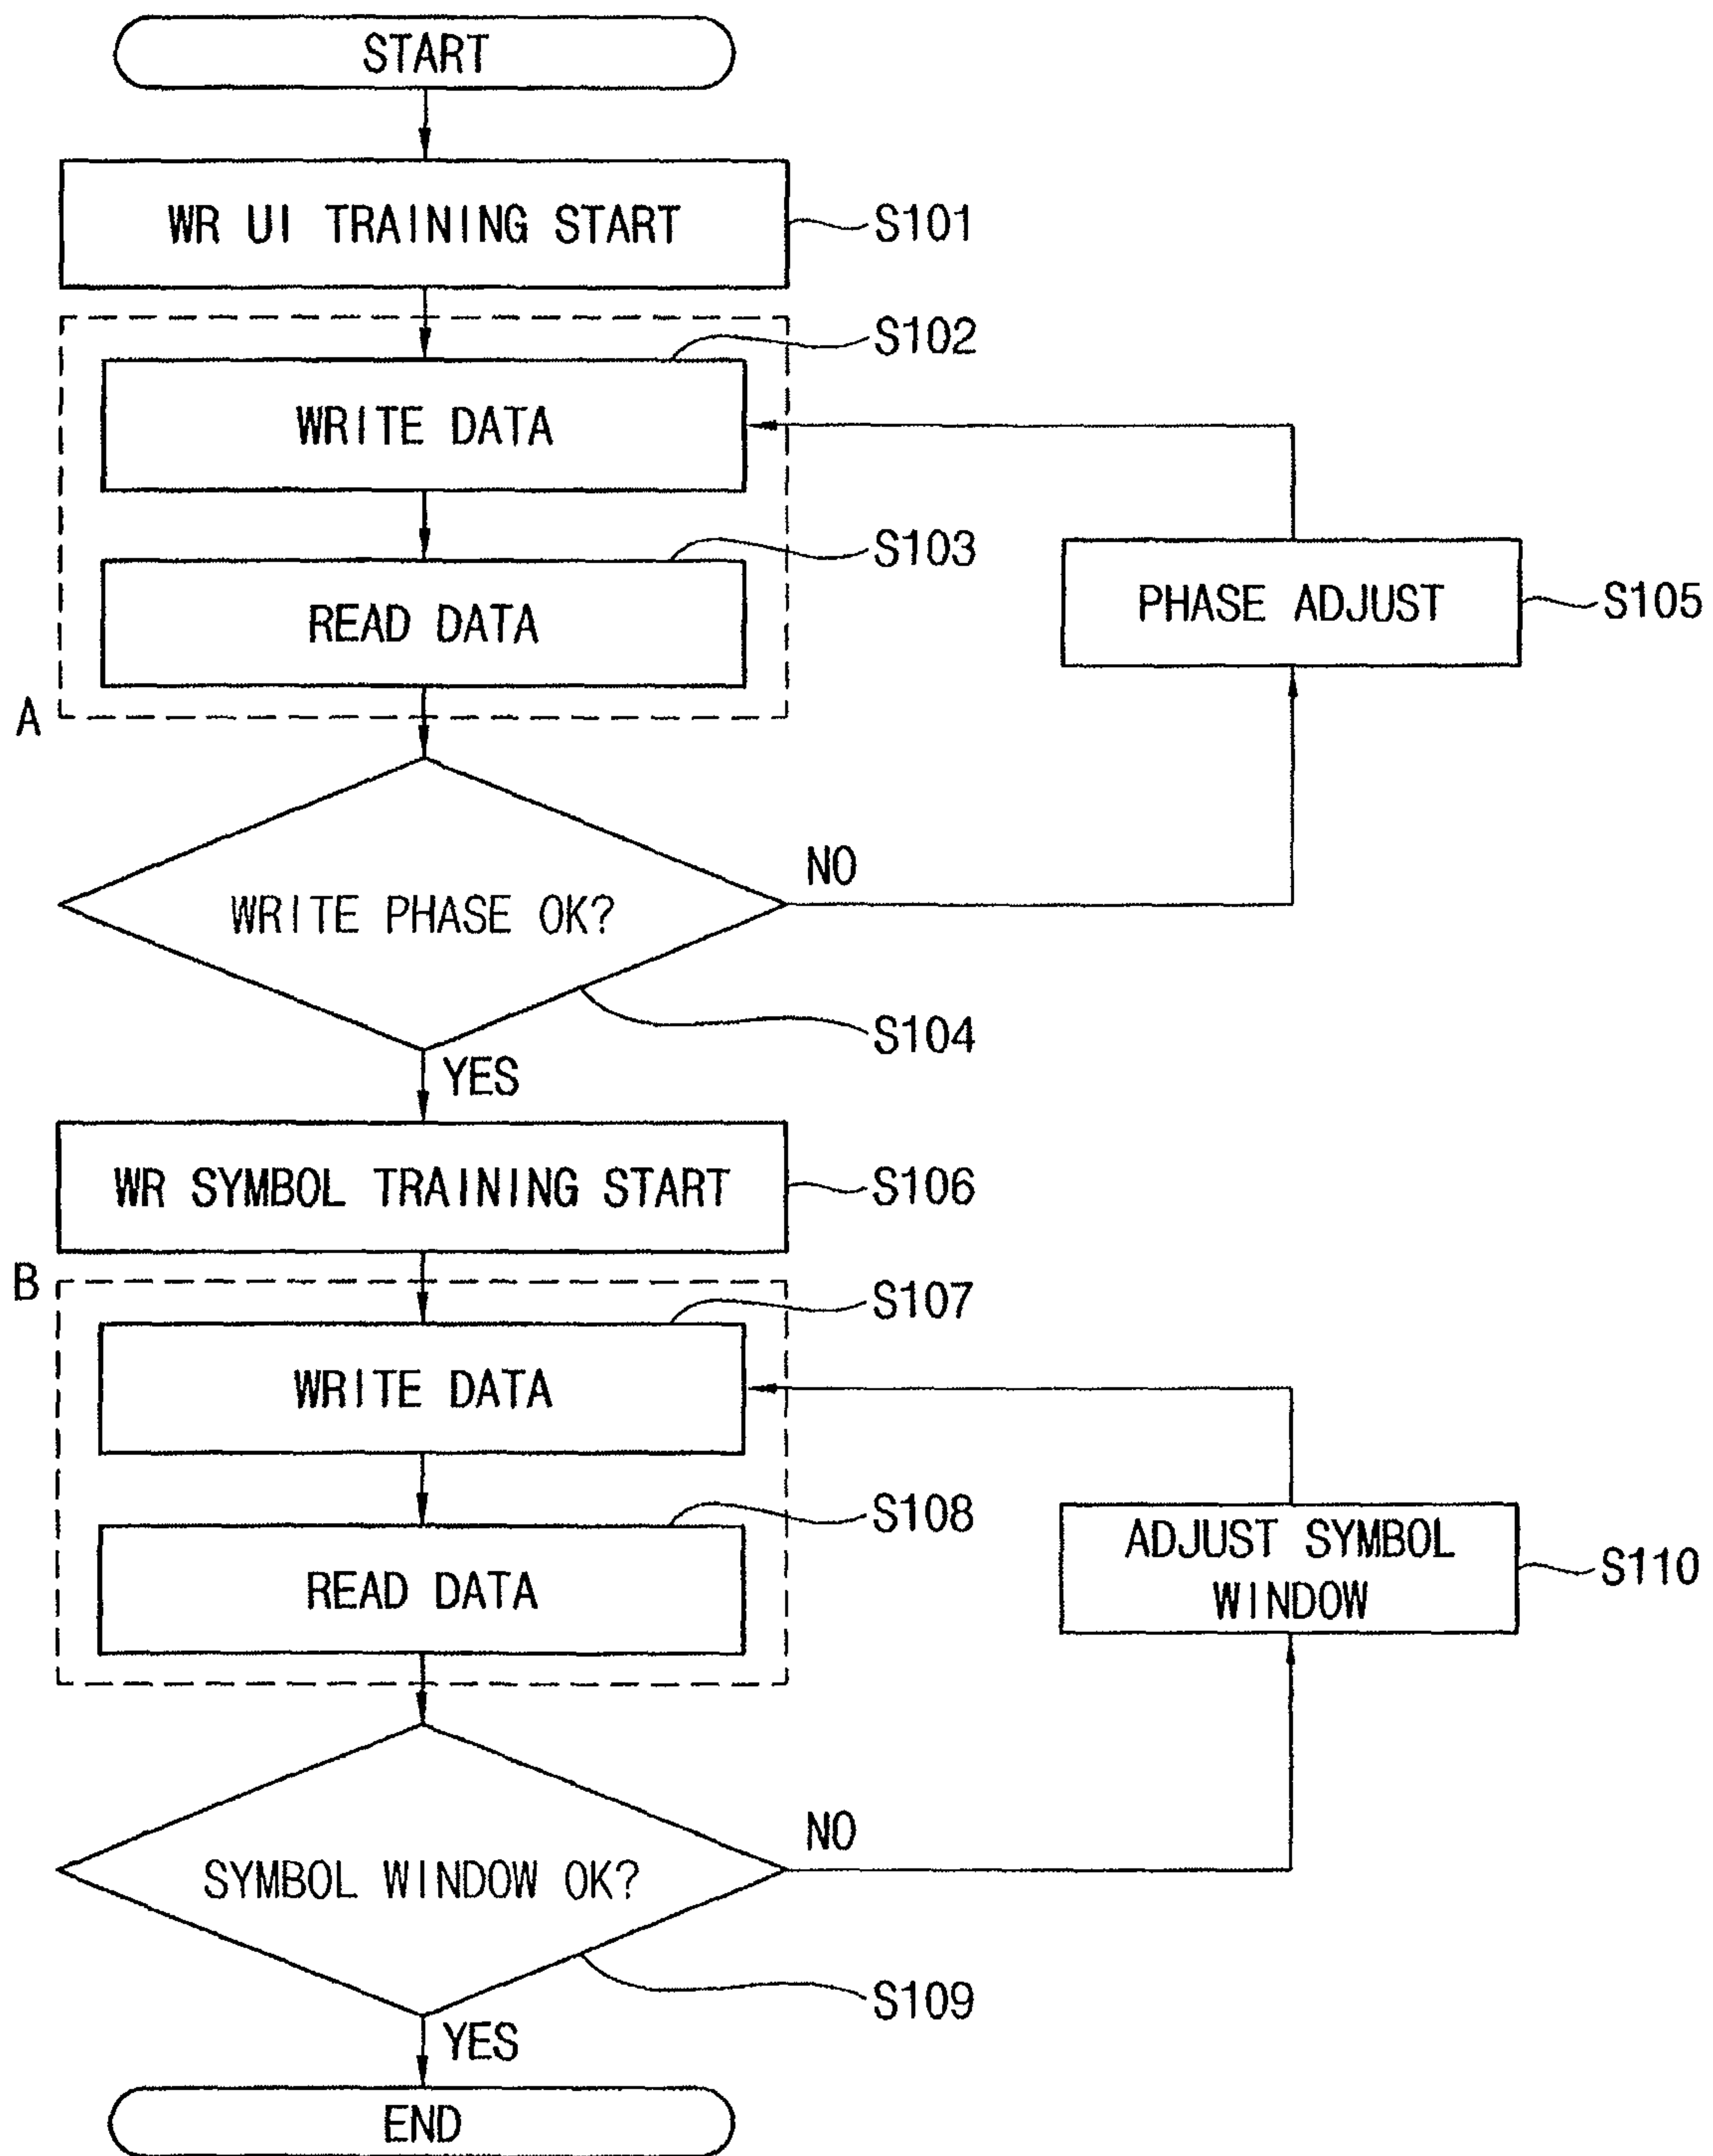 START
WR UI TRAINING START
S101
S102
WRITE DATA
S103
READ DATA
PHASE ADJUST
S105
A
NO
WRITE PHASE OK?
S104
YES
WR SYMBOL TRAINING START
S106
B
S107
WRITE DATA
S108
READ DATA
ADJUST SYMBOL
WINDOW
S110
NO
SYMBOL WINDOW OK?
S109
YES
END